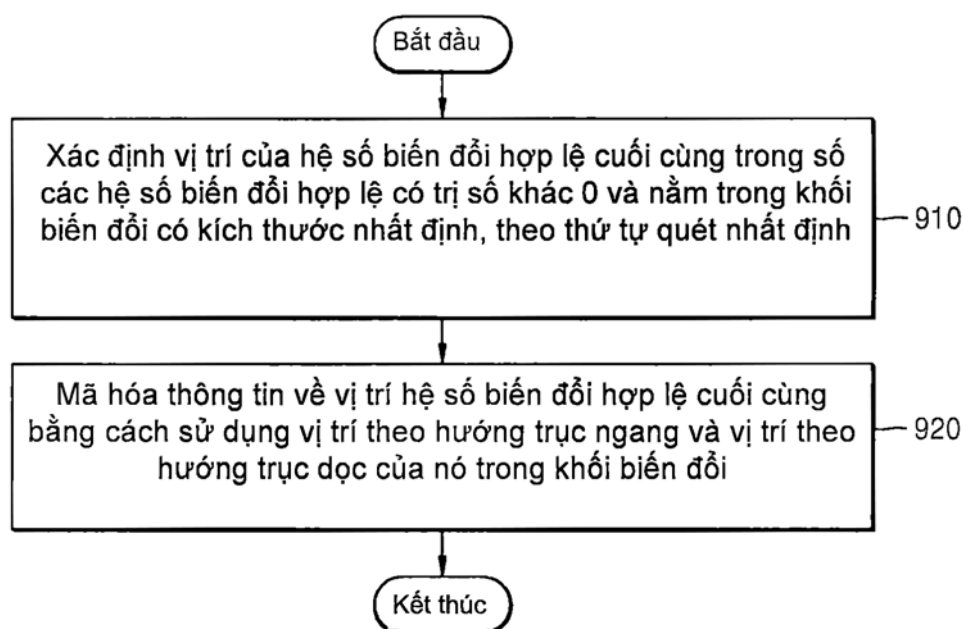 Bắt đầu
Xác định vị trí của hệ số biến đổi hợp lệ cuối cùng trong số
các hệ số biến đổi hợp lệ có trị số khác 0 và nằm trong khối
biến đổi có kích thước nhất định, theo thứ tự quét nhất định
910
Mã hóa thông tin về vị trí hệ số biến đổi hợp lệ cuối cùng
bằng cách sử dụng vị trí theo hướng trục ngang và vị trí theo
hướng trục dọc của nó trong khối biến đổi
920
Kết thúc